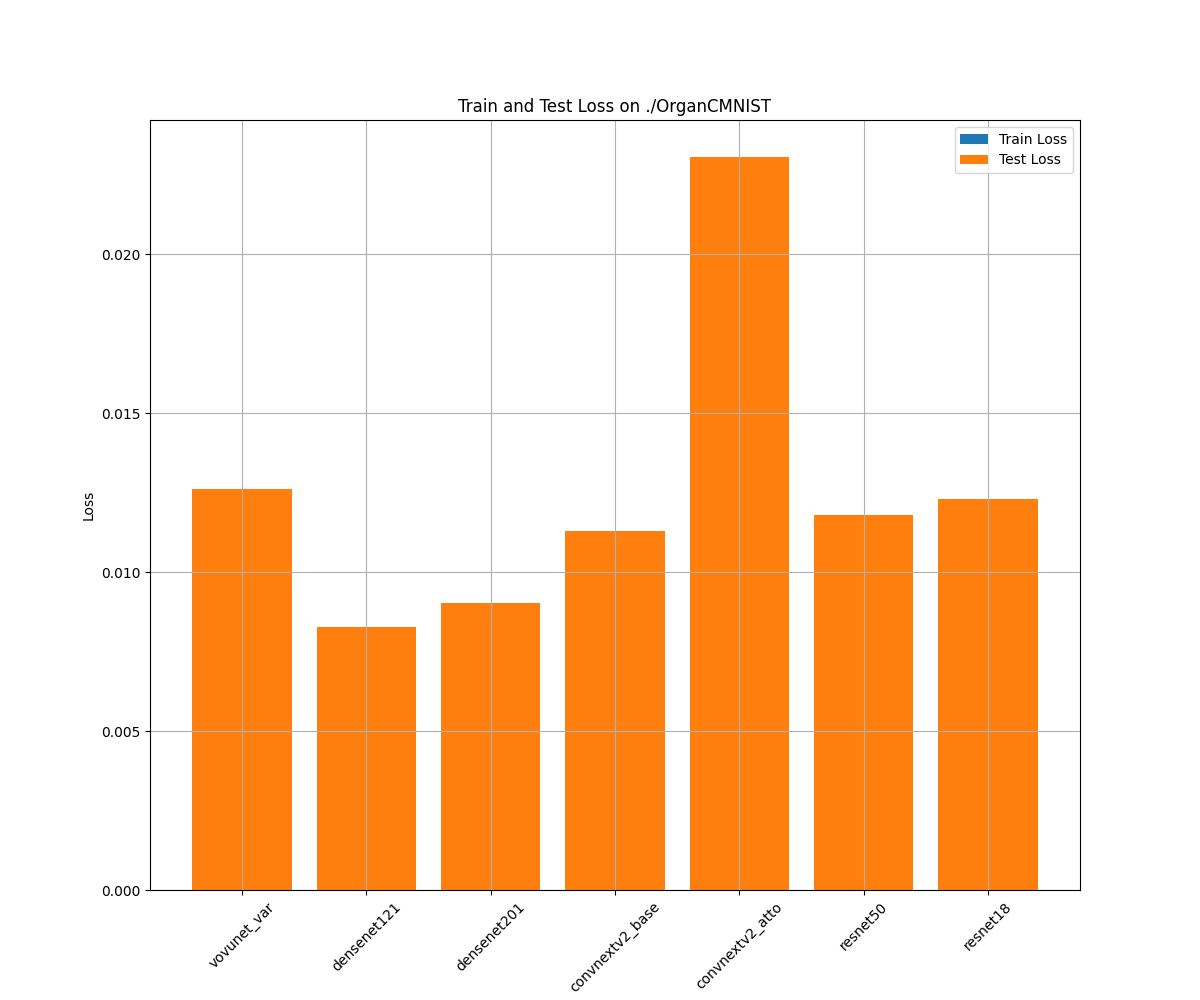 Train and Test Loss on ./OrganCMNIST
Train Loss
Test Loss
0.020
0.015
0.010
0.005
0.000
Loss
vovunet_var
densenet121
densenet201
convnextv2_base
convnextv2_atto
resnet50
resnet18